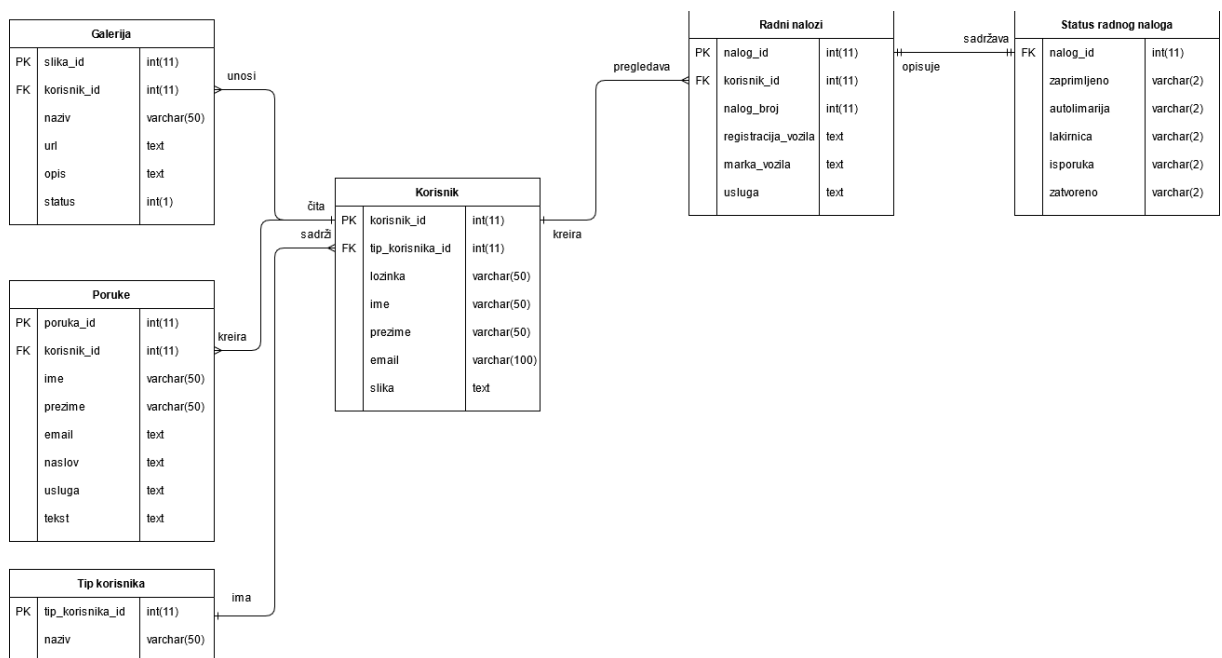 Galerija
PK slika_id int(11)
FK korisnik_id int(11)
naziv varchar(50)
url text
opis text
status int(1)
unosi
čita
sadrži
Poruke
PK poruka_id int(11)
FK korisnik_id int(11)
ime varchar(50)
prezime varchar(50)
email text
naslov text
usluga text
tekst text
kreira
Tip korisnika
PK tip_korisnika_id int(11)
naziv varchar(50)
ima
Korisnik
PK korisnik_id int(11)
FK tip_korisnika_id int(11)
lozinka varchar(50)
ime varchar(50)
prezime varchar(50)
email varchar(100)
slika text
kreira
pregledava
Radni nalozi
PK nalog_id int(11)
FK korisnik_id int(11)
nalog_broj int(11)
registracija_vozila text
marka_vozila text
usluga text
opisuje
sadržava
Status radnog naloga
FK nalog_id int(11)
zaprimljeno varchar(2)
autolimarija varchar(2)
lakirnica varchar(2)
isporuka varchar(2)
zatvoreno varchar(2)